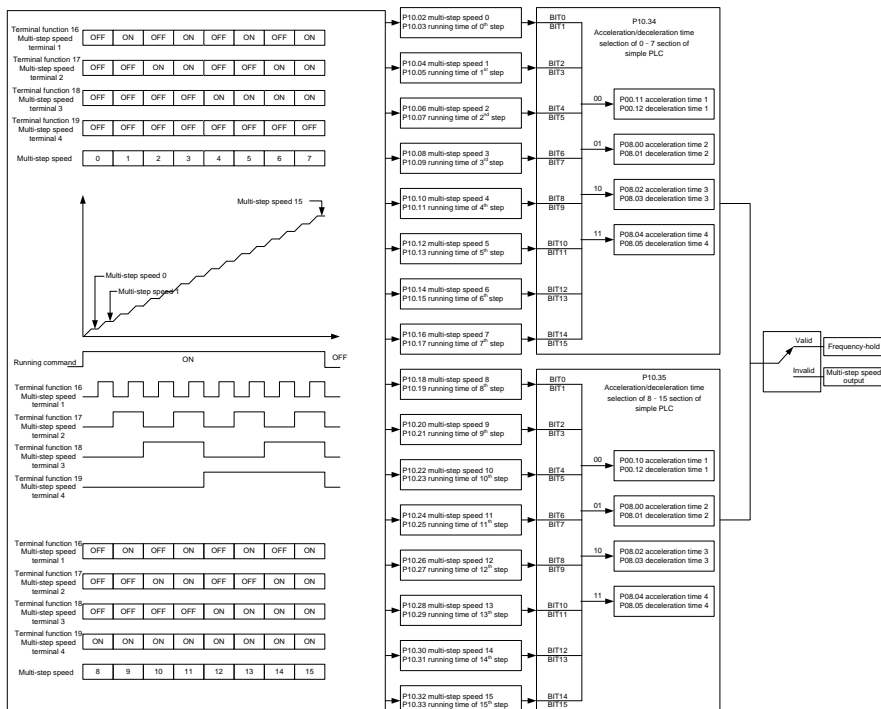 Terminal function 16
Multi-step speed
terminal 1
OFF ON OFF ON OFF ON OFF ON
Terminal function 17
Multi-step speed
terminal 2
OFF OFF ON ON OFF OFF ON ON
Terminal function 18
Multi-step speed
terminal 3
OFF OFF OFF OFF ON ON ON ON
Terminal function 19
Multi-step speed
terminal 4
OFF OFF OFF OFF OFF OFF OFF OFF
Multi-step speed
0 1 2 3 4 5 6 7
Multi-step speed 15
Multi-step speed 0
Multi-step speed 1
Running command
ON
OFF
Terminal function 16
Multi-step speed
terminal 1
Terminal function 17
Multi-step speed
terminal 2
Terminal function 18
Multi-step speed
terminal 3
Terminal function 19
Multi-step speed
terminal 4
Terminal function 16
Multi-step speed
terminal 1
OFF ON OFF ON OFF ON OFF ON
Terminal function 17
Multi-step speed
terminal 2
OFF OFF ON ON OFF OFF ON ON
Terminal function 18
Multi-step speed
terminal 3
OFF OFF OFF OFF ON ON ON ON
Terminal function 19
Multi-step speed
terminal 4
ON ON ON ON ON ON ON ON
Multi-step speed
8 9 10 11 12 13 14 15
P10.02 multi-step speed 0
P10.03 running time of 0th step
P10.04 multi-step speed 1
P10.05 running time of 1st step
P10.06 multi-step speed 2
P10.07 running time of 2nd step
P10.08 multi-step speed 3
P10.09 running time of 3rd step
P10.10 multi-step speed 4
P10.11 running time of 4th step
P10.12 multi-step speed 5
P10.13 running time of 5th step
P10.14 multi-step speed 6
P10.15 running time of 6th step
P10.16 multi-step speed 7
P10.17 running time of 7th step
P10.18 multi-step speed 8
P10.19 running time of 8th step
P10.20 multi-step speed 9
P10.21 running time of 9th step
P10.22 multi-step speed 10
P10.23 running time of 10th step
P10.24 multi-step speed 11
P10.25 running time of 11th step
P10.26 multi-step speed 12
P10.27 running time of 12th step
P10.28 multi-step speed 13
P10.29 running time of 13th step
P10.30 multi-step speed 14
P10.31 running time of 14th step
P10.32 multi-step speed 15
P10.33 running time of 15th step
BIT0
BIT1
BIT2
BIT3
BIT4
BIT5
BIT6
BIT7
BIT8
BIT9
BIT10
BIT11
BIT12
BIT13
BIT14
BIT15
P10.34
Acceleration/deceleration time
selection of 0 - 7 section of
simple PLC
00
P00.11 acceleration time 1
P00.12 deceleration time 1
01
P08.00 acceleration time 2
P08.01 deceleration time 2
10
P08.02 acceleration time 3
P08.03 deceleration time 3
11
P08.04 acceleration time 4
P08.05 deceleration time 4
BIT0
BIT1
BIT2
BIT3
BIT4
BIT5
BIT6
BIT7
BIT8
BIT9
BIT10
BIT11
BIT12
BIT13
BIT14
BIT15
P10.35
Acceleration/deceleration time
selection of 8 - 15 section of
simple PLC
00
P00.10 acceleration time 1
P00.12 deceleration time 1
01
P08.00 acceleration time 2
P08.01 deceleration time 2
10
P08.02 acceleration time 3
P08.03 deceleration time 3
11
P08.04 acceleration time 4
P08.05 deceleration time 4
Valid
Frequency-hold
Invalid
Multi-step speed
output